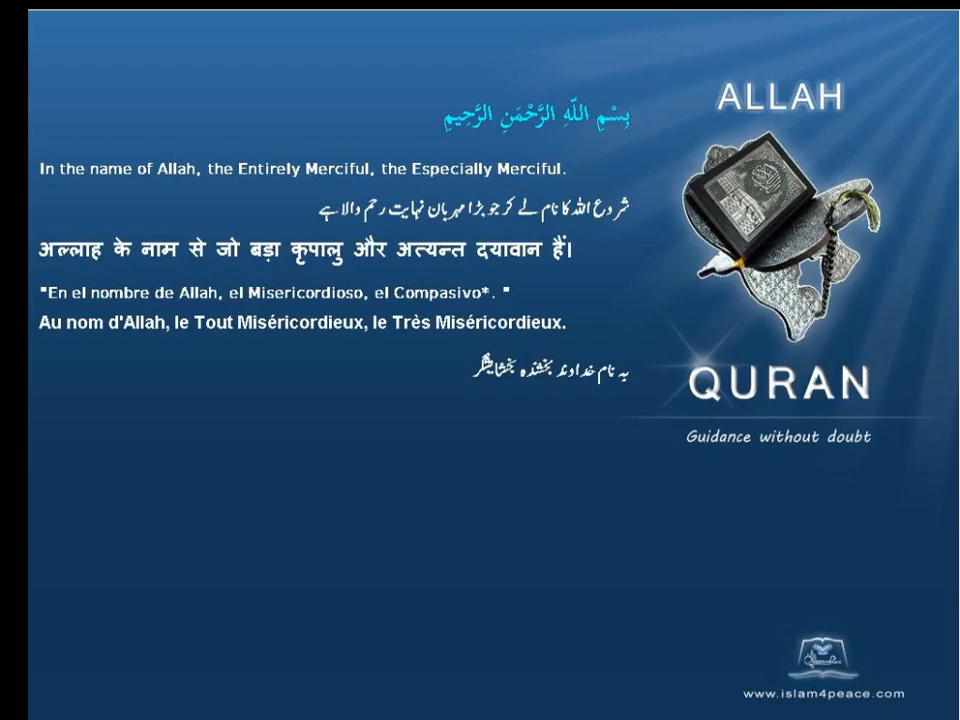 بِسْمِ اللَّهِ الرَّحْمَنِ الرَّحِيمِ
In the name of Allah, the Entirely Merciful, the Especially Merciful.
شروع الله کا نام لے کر جو بڑا مہربان نہایت رحم والا ہے
अल्लाह के नाम से जो बड़ा कृपालु और अत्यन्त दयावान हैं।
"En el nombre de Allah, el Misericordioso, el Compasivo*. "
Au nom d'Allah, le Tout Miséricordieux, le Très Miséricordieux.
به نام خداوند بخشنده بخشایشگر
ALLAH
QURAN
Guidance without doubt
www.islam4peace.com